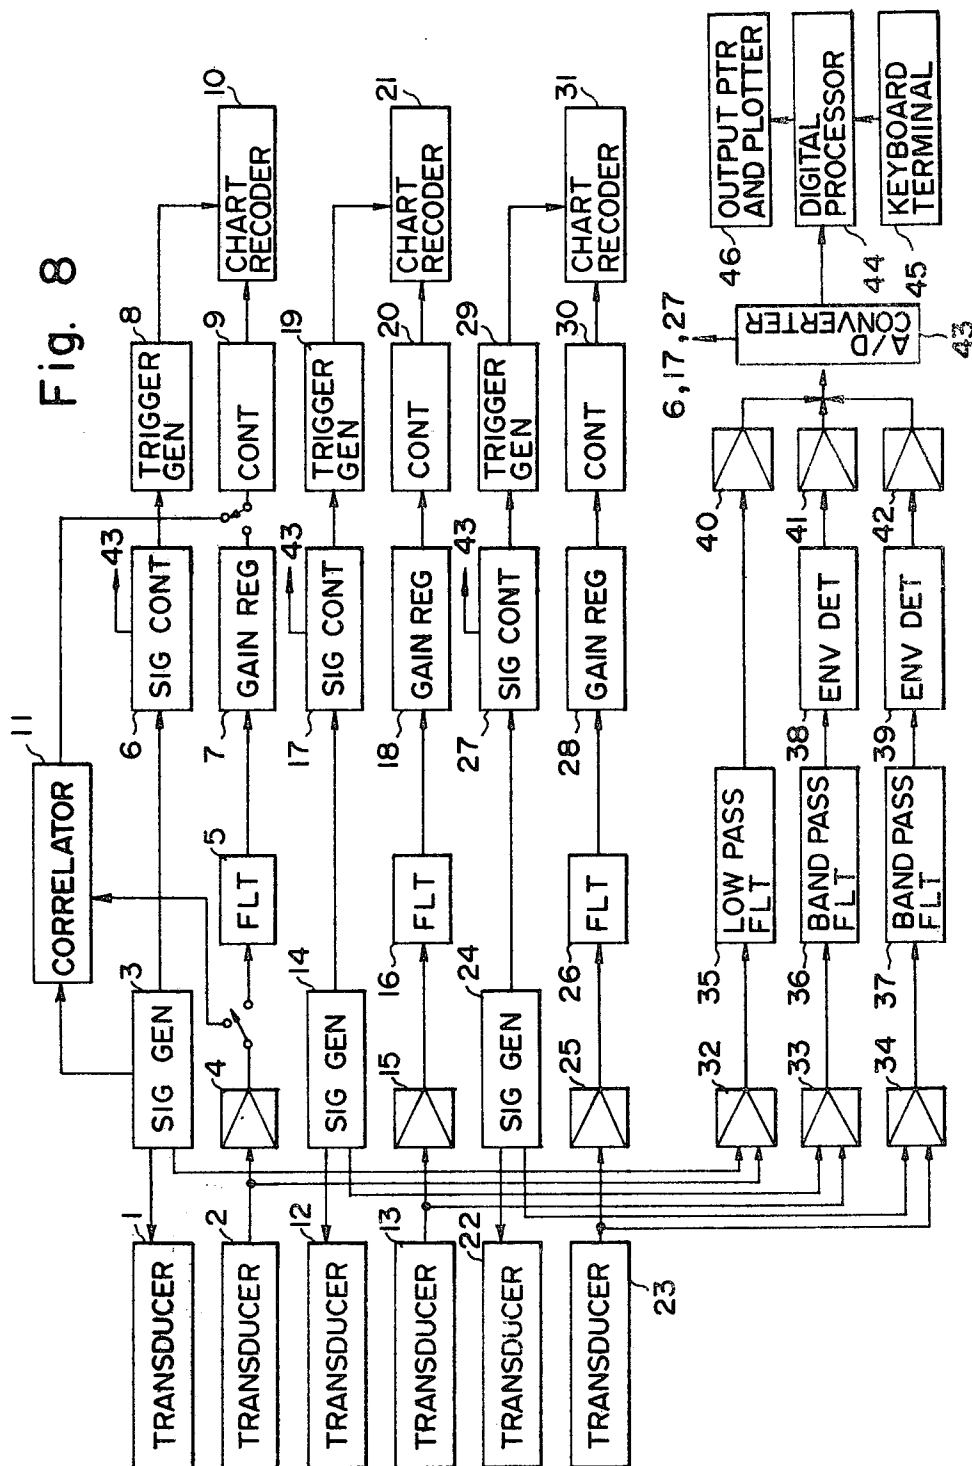 Fig. 8
11
CORRELATOR
TRANSDUCER
1
SIG GEN
3
SIG CONT
6
43
TRIGGER
GEN
8
TRANSDUCER
2
4
FLT
5
GAIN REG
7
CONT
9
CHART
RECODER
10
TRANSDUCER
12
SIG GEN
14
SIG CONT
17
43
TRIGGER
GEN
19
TRANSDUCER
13
15
FLT
16
GAIN REG
18
CONT
20
CHART
RECODER
21
TRANSDUCER
22
SIG GEN
24
SIG CONT
27
43
TRIGGER
GEN
29
TRANSDUCER
23
25
FLT
26
GAIN REG
28
CONT
30
CHART
RECODER
31
32
LOW PASS
FLT
35
40
33
BAND PASS
FLT
36
ENV DET
38
41
34
BAND PASS
FLT
37
ENV DET
39
42
6, 17, 27
A/D
CONVERTER
43
OUTPUT PTR
AND PLOTTER
46
DIGITAL
PROCESSOR
44
KEYBOARD
TERMINAL
45